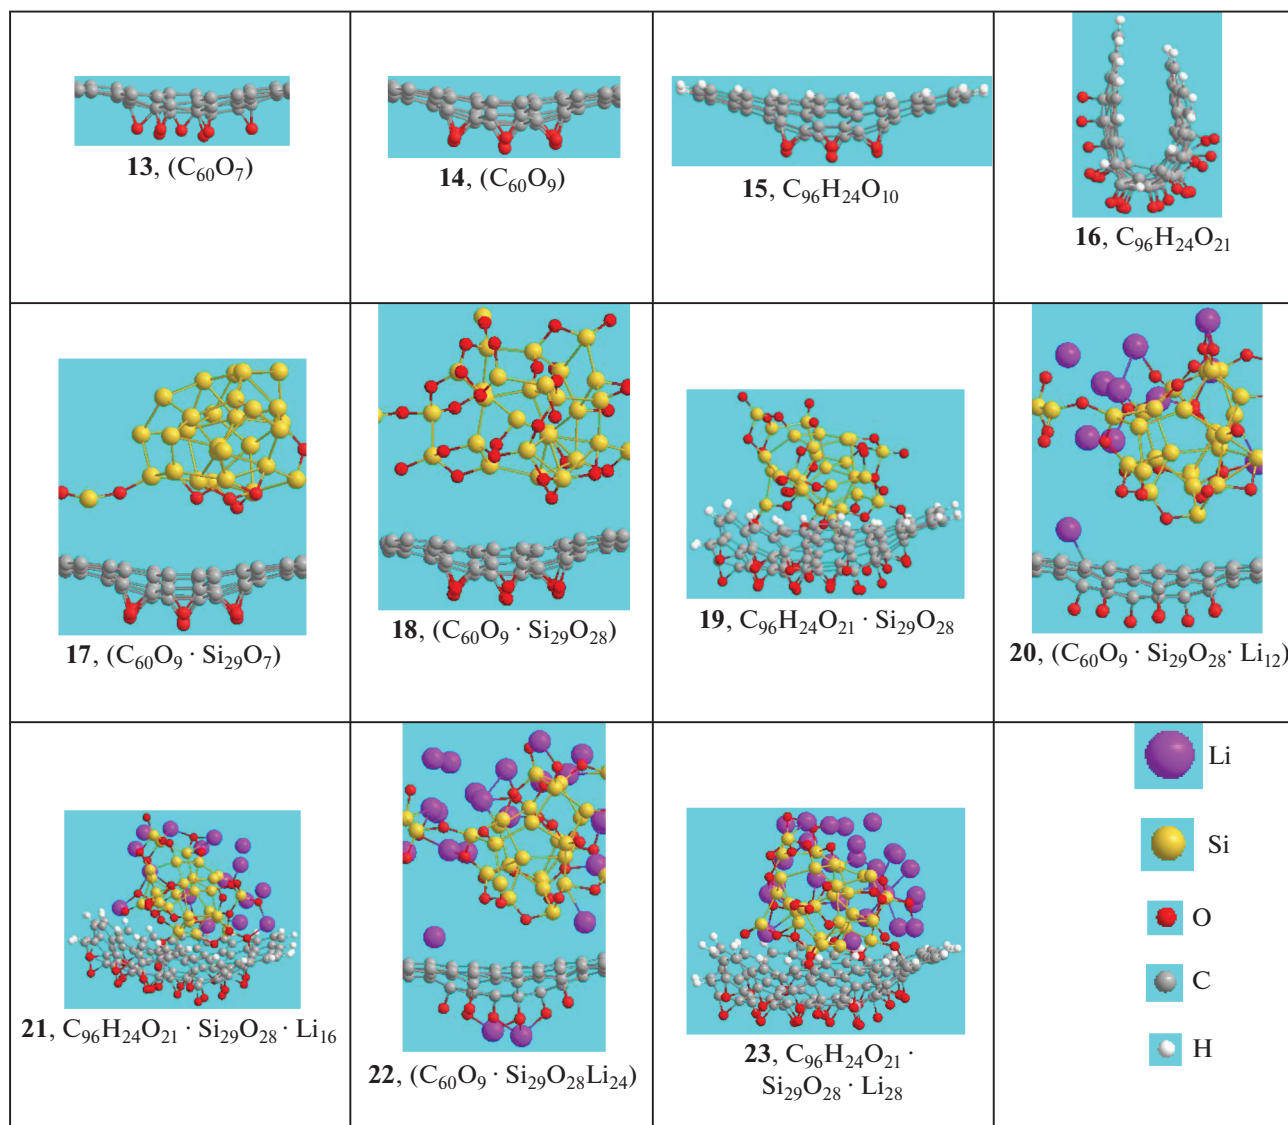 13, (C₆₀O₇)
14, (C₆₀O₉)
15, C₉₆H₂₄O₁₀
16, C₉₆H₂₄O₂₁
17, (C₆₀O₉ · Si₂₉O₇)
18, (C₆₀O₉ · Si₂₉O₂₈)
19, C₉₆H₂₄O₂₁ · Si₂₉O₂₈
20, (C₆₀O₉ · Si₂₉O₂₈ · Li₁₂)
21, C₉₆H₂₄O₂₁ · Si₂₉O₂₈ · Li₁₆
22, (C₆₀O₉ · Si₂₉O₂₈Li₂₄)
23, C₉₆H₂₄O₂₁ ·
Si₂₉O₂₈ · Li₂₈
Li
Si
O
C
H